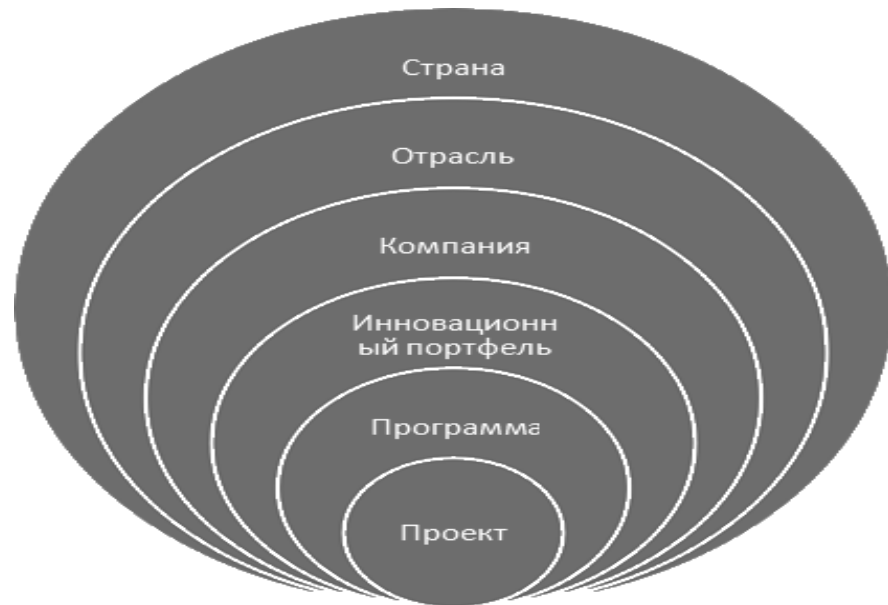 Страна
Отрасль
Компания
Инновационн
ый портфель
Программа
Проект